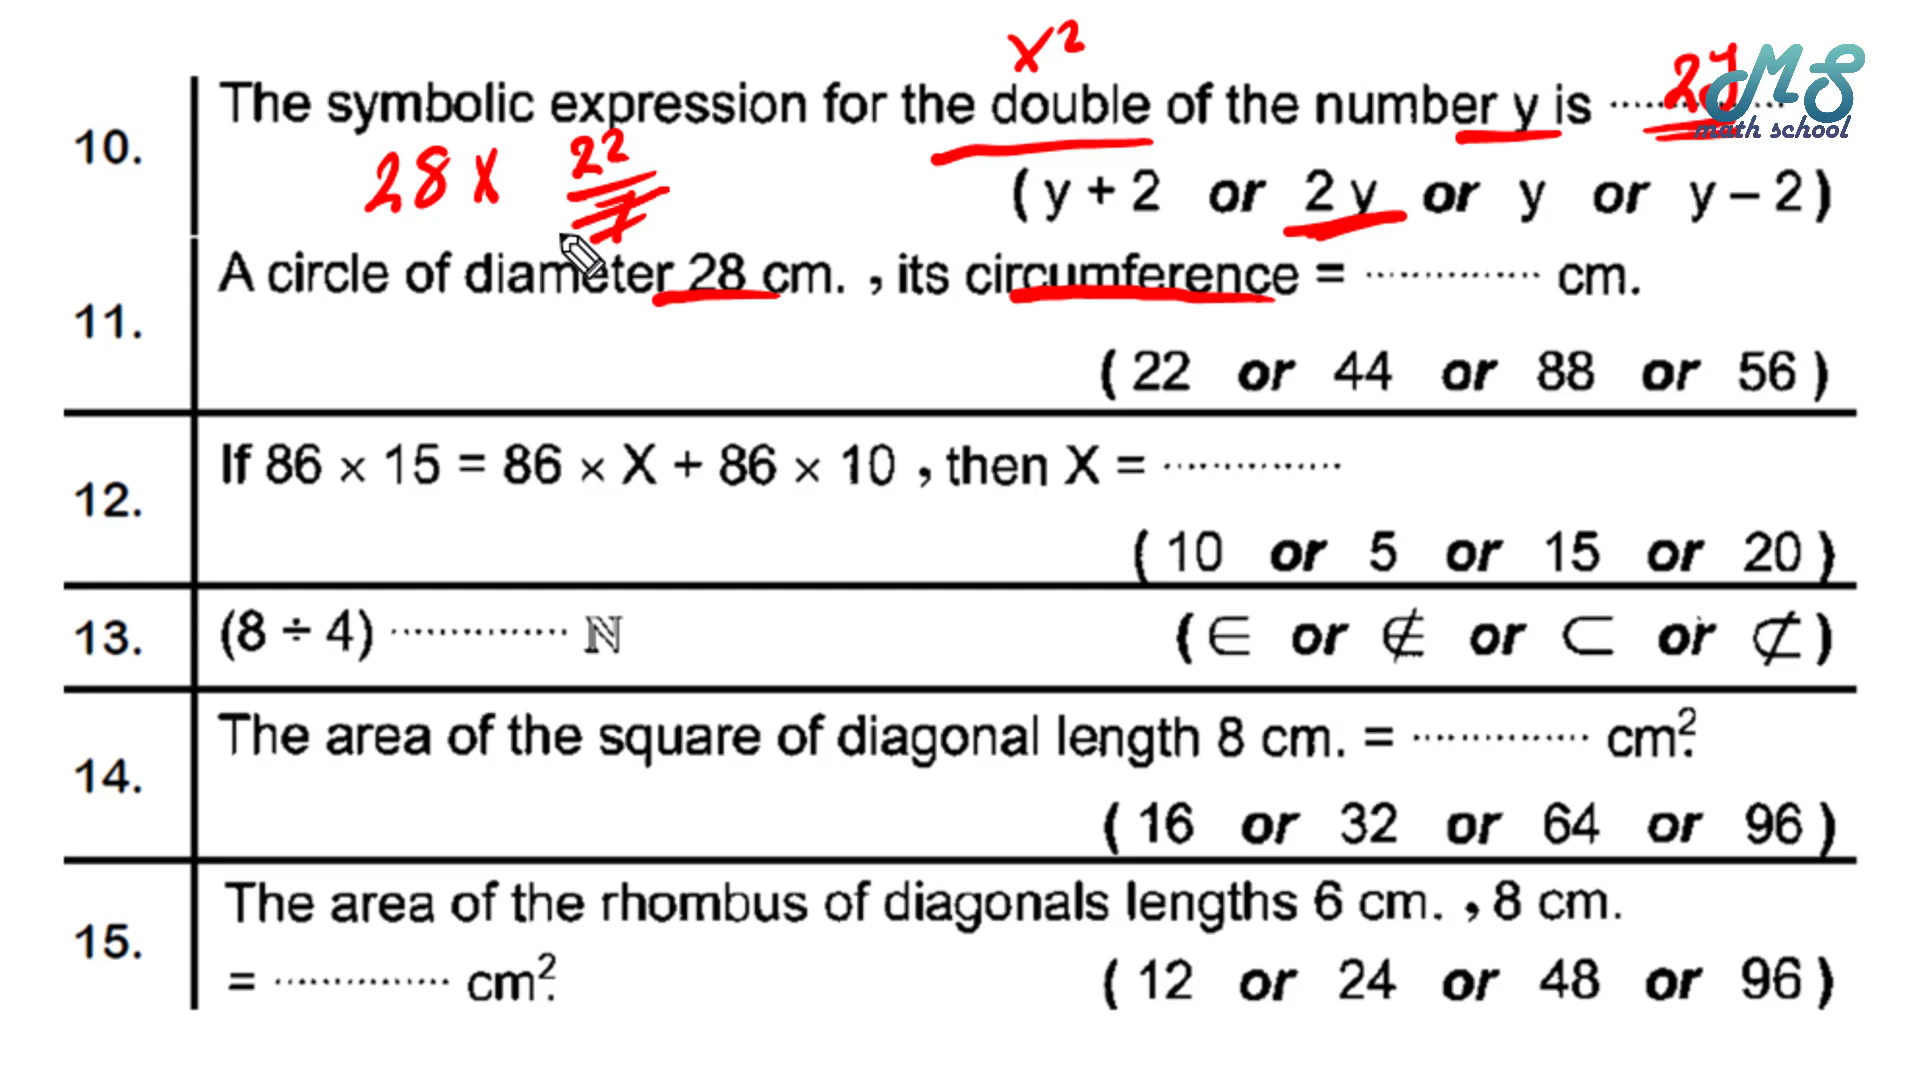 x 2
10. The symbolic expression for the double of the number y is ............ 2y
MS
math school
28 x 22/7
( y + 2 or 2 y or y or y – 2 )
11. A circle of diameter 28 cm. , its circumference = ............ cm.
( 22 or 44 or 88 or 56 )
12. If 86 × 15 = 86 × X + 86 × 10 , then X = ............
( 10 or 5 or 15 or 20 )
13. (8 ÷ 4) ............ ℕ ( ∈ or ∉ or ⊂ or ⊄ )
14. The area of the square of diagonal length 8 cm. = ............ cm².
( 16 or 32 or 64 or 96 )
15. The area of the rhombus of diagonals lengths 6 cm. , 8 cm.
= ............ cm². ( 12 or 24 or 48 or 96 )